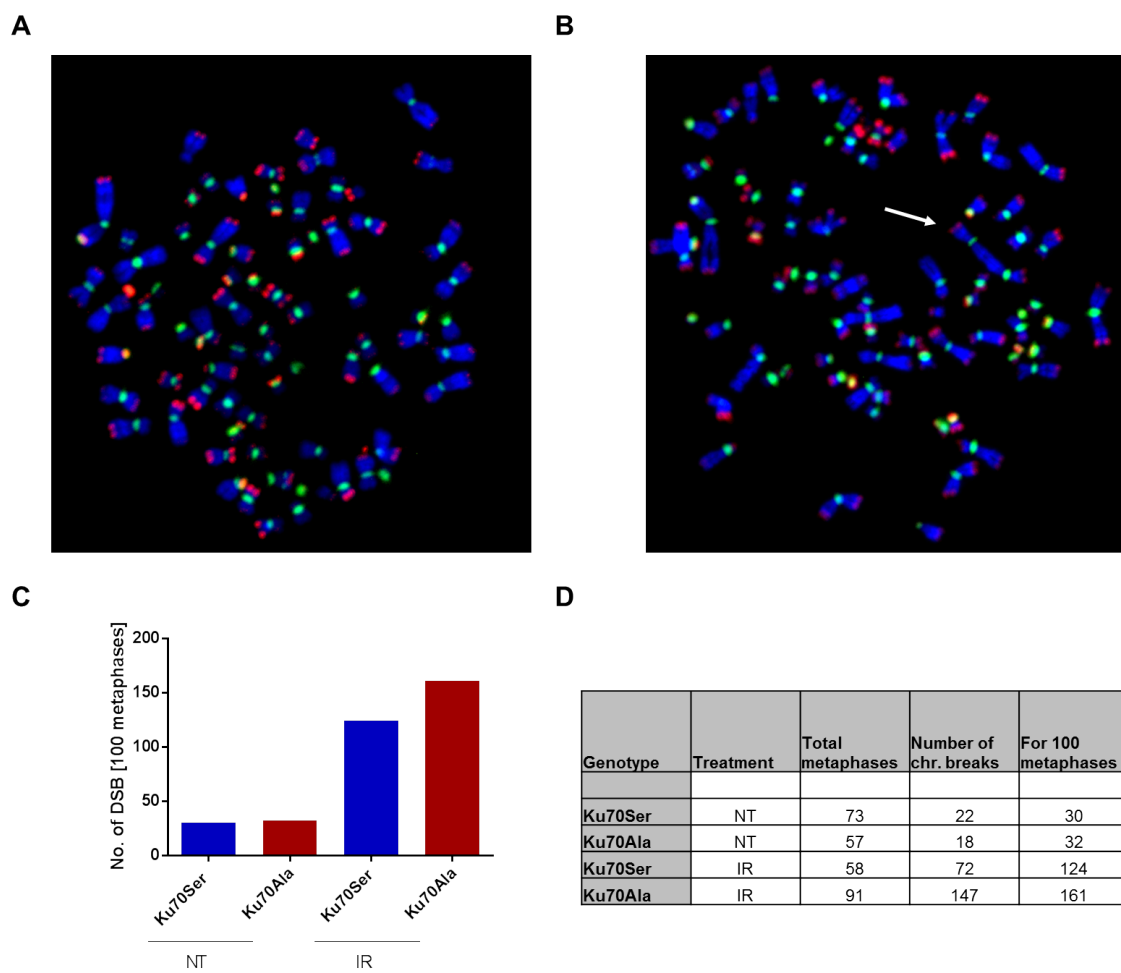 A
B
C
No. of DSB [100 metaphases]
200
150
100
50
0
Ku70Ser
Ku70Ala
Ku70Ser
Ku70Ala
NT
IR
D
Genotype Treatment Total metaphases Number of chr. breaks For 100 metaphases
Ku70Ser NT 73 22 30
Ku70Ala NT 57 18 32
Ku70Ser IR 58 72 124
Ku70Ala IR 91 147 161